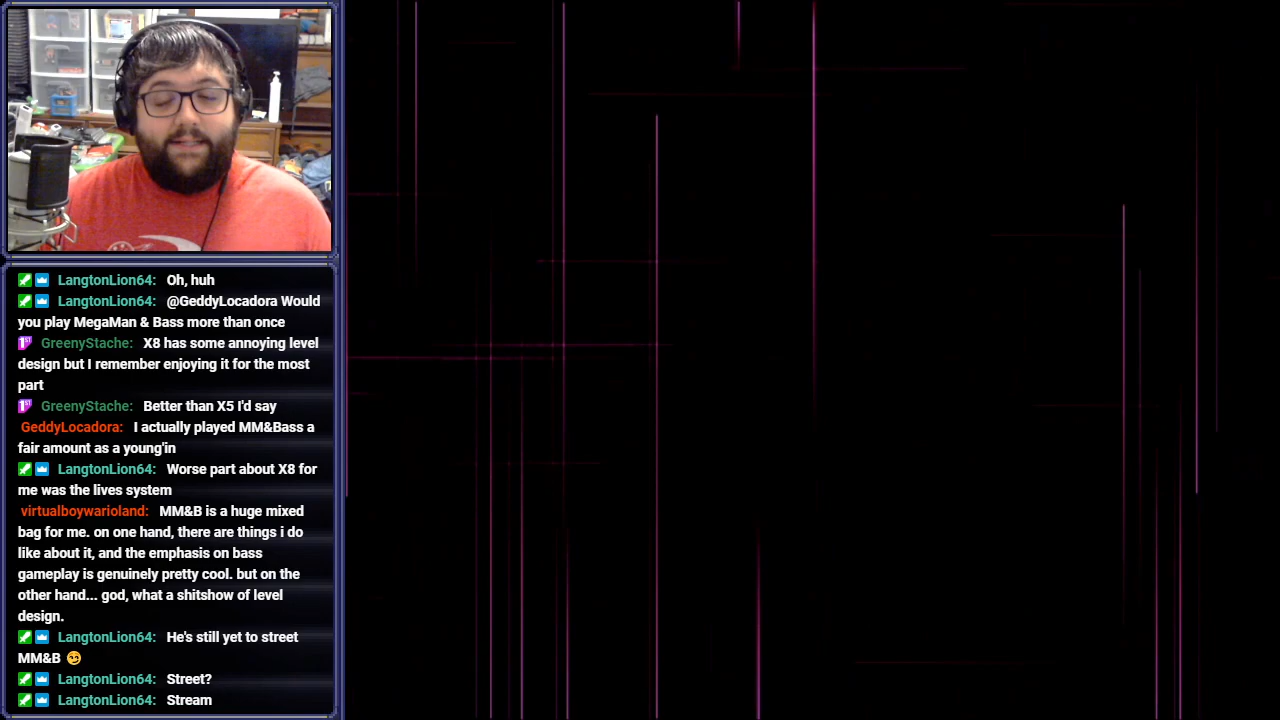 LangtonLion64: Oh, huh
LangtonLion64: @GeddyLocadora Would
you play MegaMan & Bass more than once
GreenyStache: X8 has some annoying level
design but I remember enjoying it for the most
part
GreenyStache: Better than X5 I'd say
GeddyLocadora: I actually played MM&Bass a
fair amount as a young'in
LangtonLion64: Worse part about X8 for
me was the lives system
virtualboywarioland: MM&B is a huge mixed
bag for me. on one hand, there are things i do
like about it, and the emphasis on bass
gameplay is genuinely pretty cool. but on the
other hand... god, what a shitshow of level
design.
LangtonLion64: He's still yet to street
MM&B 😏
LangtonLion64: Street?
LangtonLion64: Stream